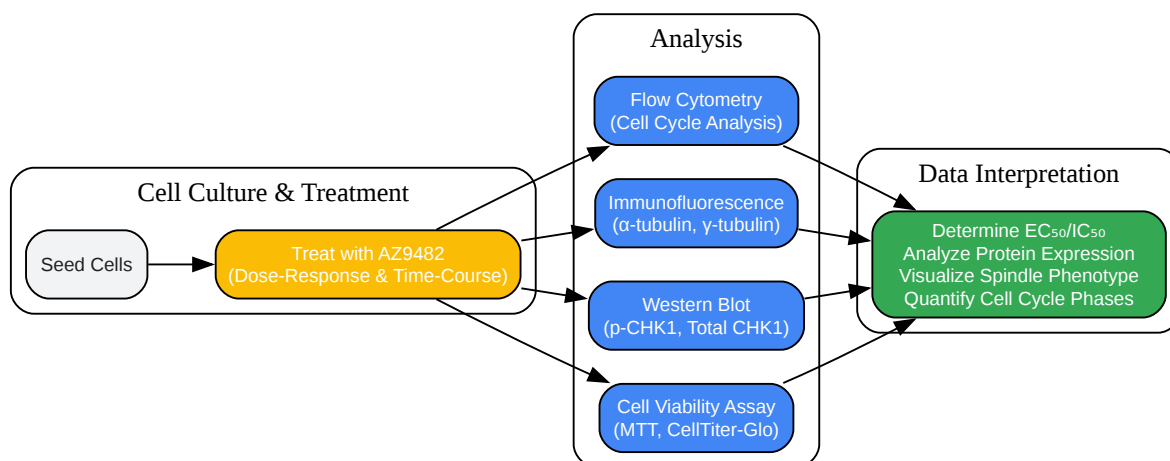 Cell Culture & Treatment
Seed Cells
Treat with AZ9482
(Dose-Response & Time-Course)
Analysis
Flow Cytometry
(Cell Cycle Analysis)
Immunofluorescence
(α-tubulin, γ-tubulin)
Western Blot
(p-CHK1, Total CHK1)
Cell Viability Assay
(MTT, CellTiter-Glo)
Data Interpretation
Determine EC₅₀/IC₅₀
Analyze Protein Expression
Visualize Spindle Phenotype
Quantify Cell Cycle Phases